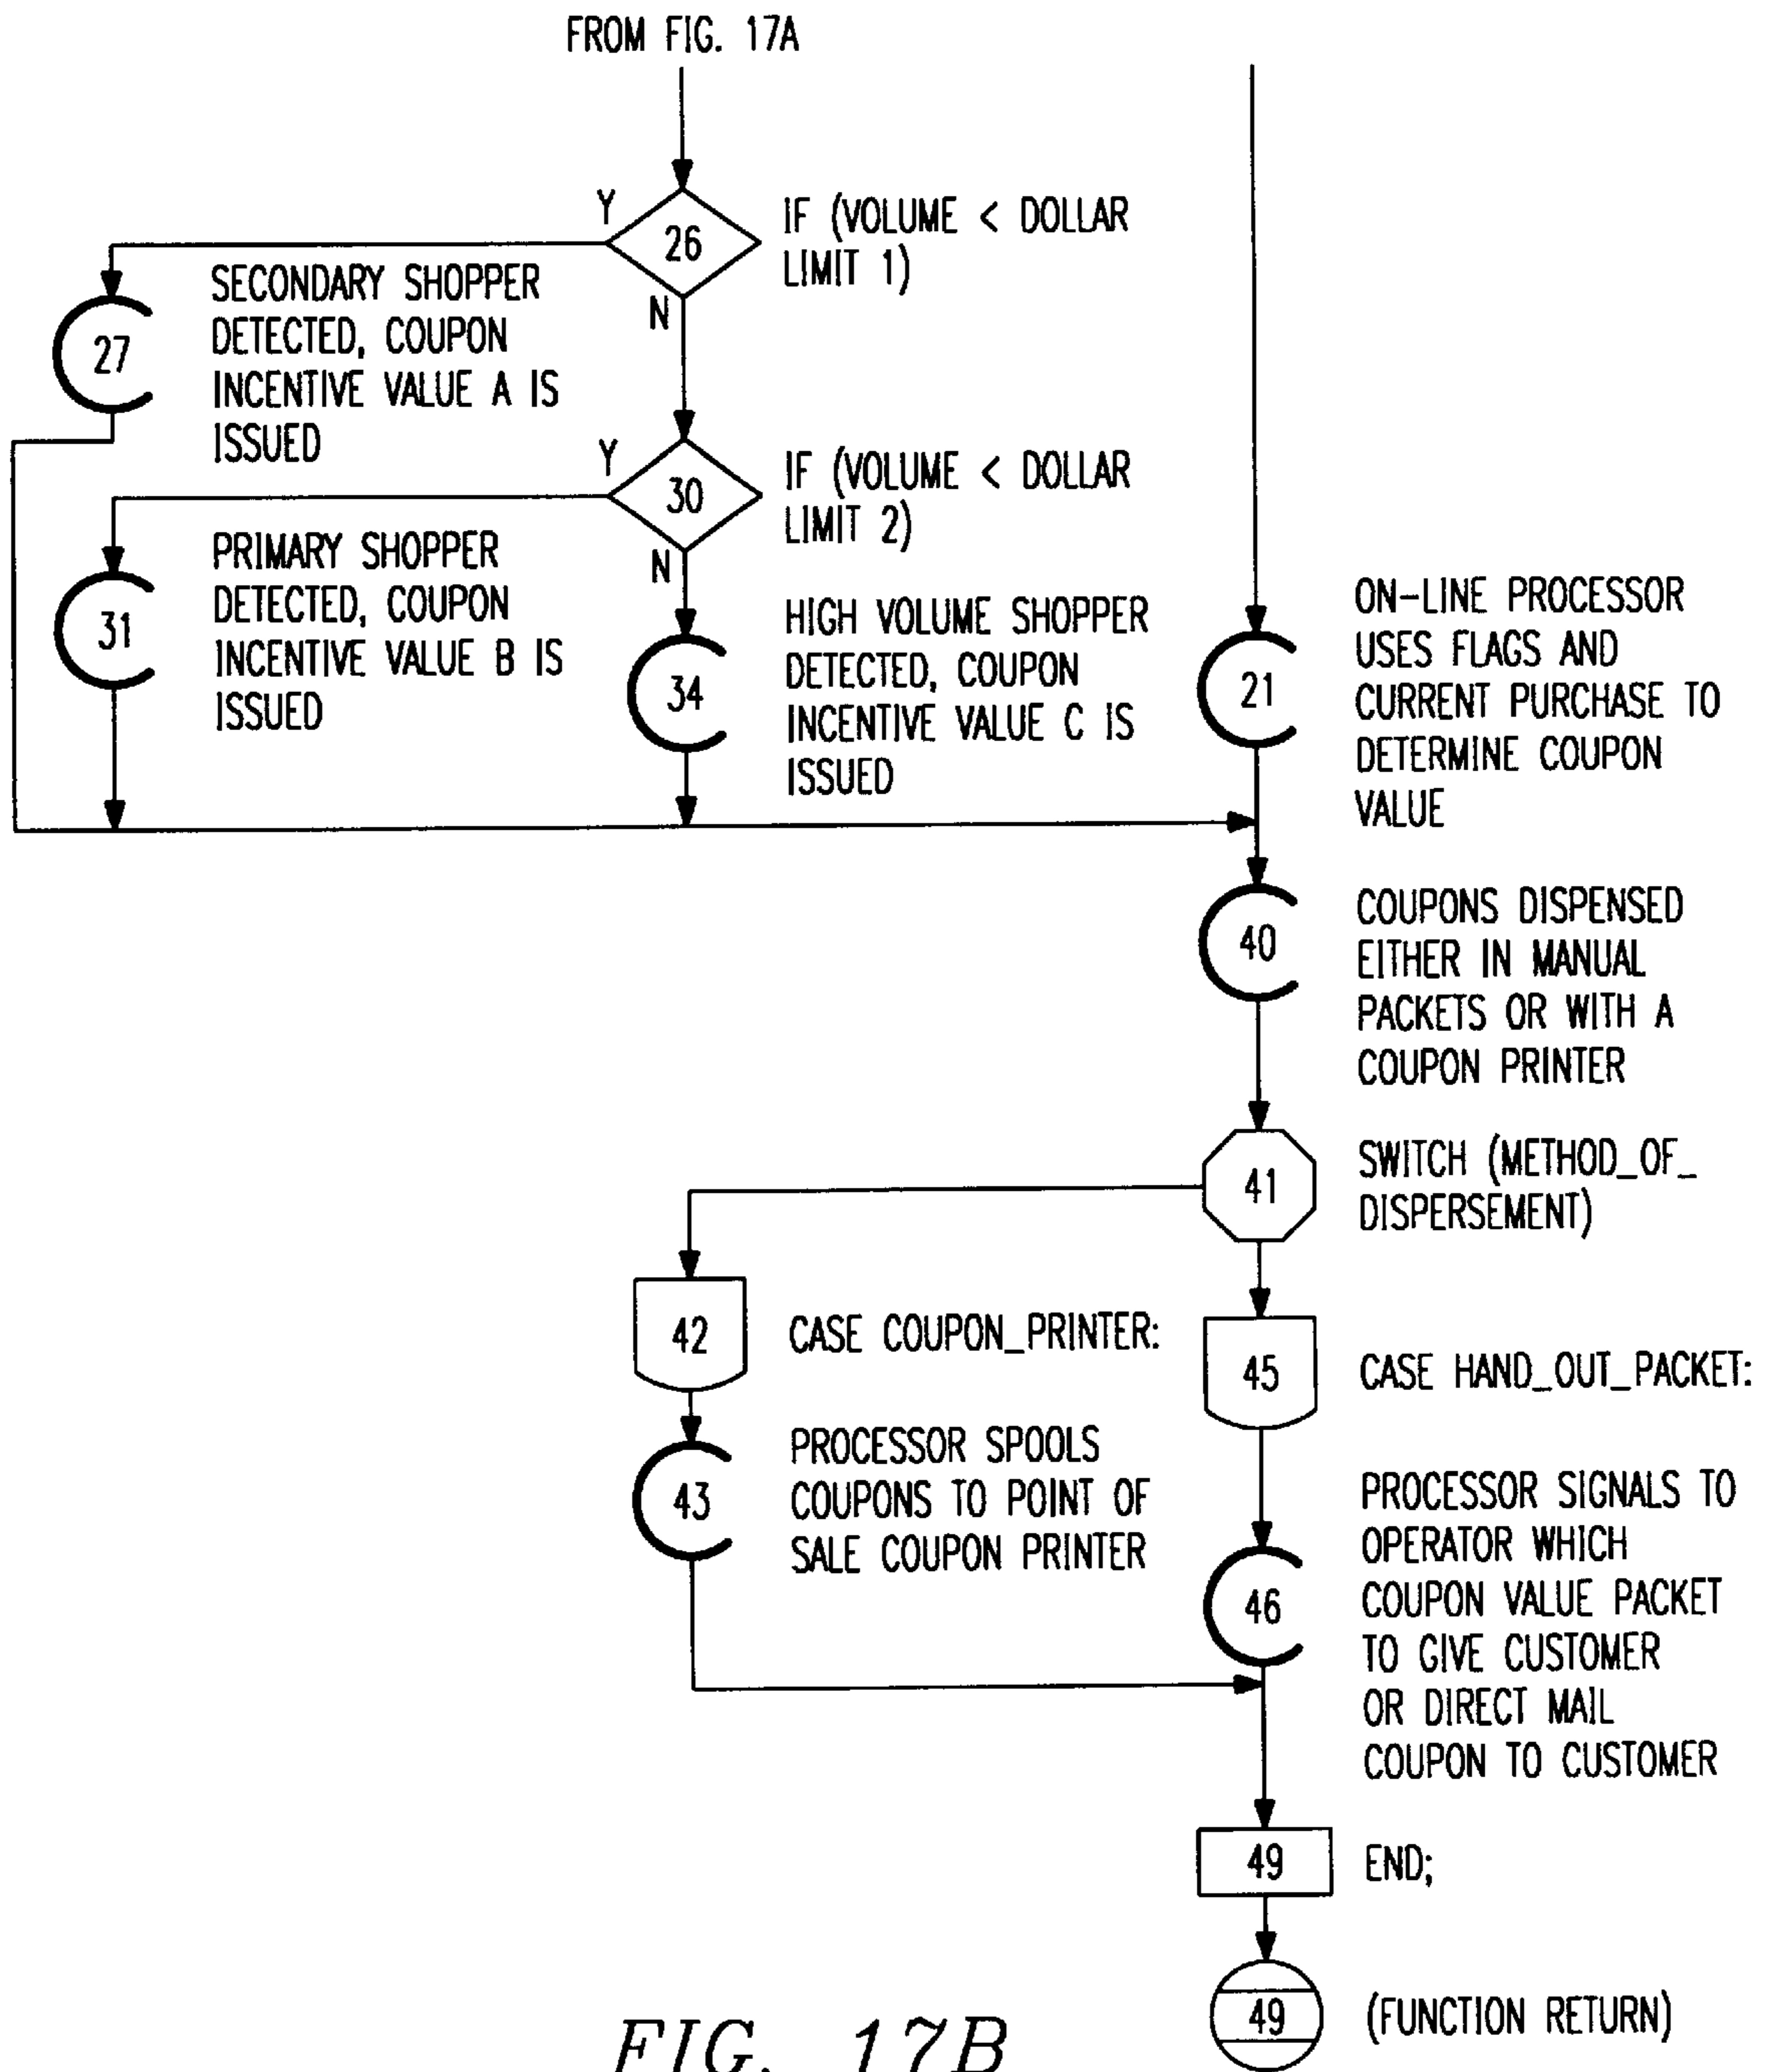 FROM FIG. 17A
Y
26
IF (VOLUME < DOLLAR
LIMIT 1)
N
27
SECONDARY SHOPPER
DETECTED, COUPON
INCENTIVE VALUE A IS
ISSUED
Y
30
IF (VOLUME < DOLLAR
LIMIT 2)
N
31
PRIMARY SHOPPER
DETECTED, COUPON
INCENTIVE VALUE B IS
ISSUED
34
HIGH VOLUME SHOPPER
DETECTED, COUPON
INCENTIVE VALUE C IS
ISSUED
21
ON-LINE PROCESSOR
USES FLAGS AND
CURRENT PURCHASE TO
DETERMINE COUPON
VALUE
40
COUPONS DISPENSED
EITHER IN MANUAL
PACKETS OR WITH A
COUPON PRINTER
41
SWITCH (METHOD_OF_
DISPERSEMENT)
42
CASE COUPON_PRINTER:
45
CASE HAND_OUT_PACKET:
43
PROCESSOR SPOOLS
COUPONS TO POINT OF
SALE COUPON PRINTER
46
PROCESSOR SIGNALS TO
OPERATOR WHICH
COUPON VALUE PACKET
TO GIVE CUSTOMER
OR DIRECT MAIL
COUPON TO CUSTOMER
49
END;
49
(FUNCTION RETURN)
FIG. 17B